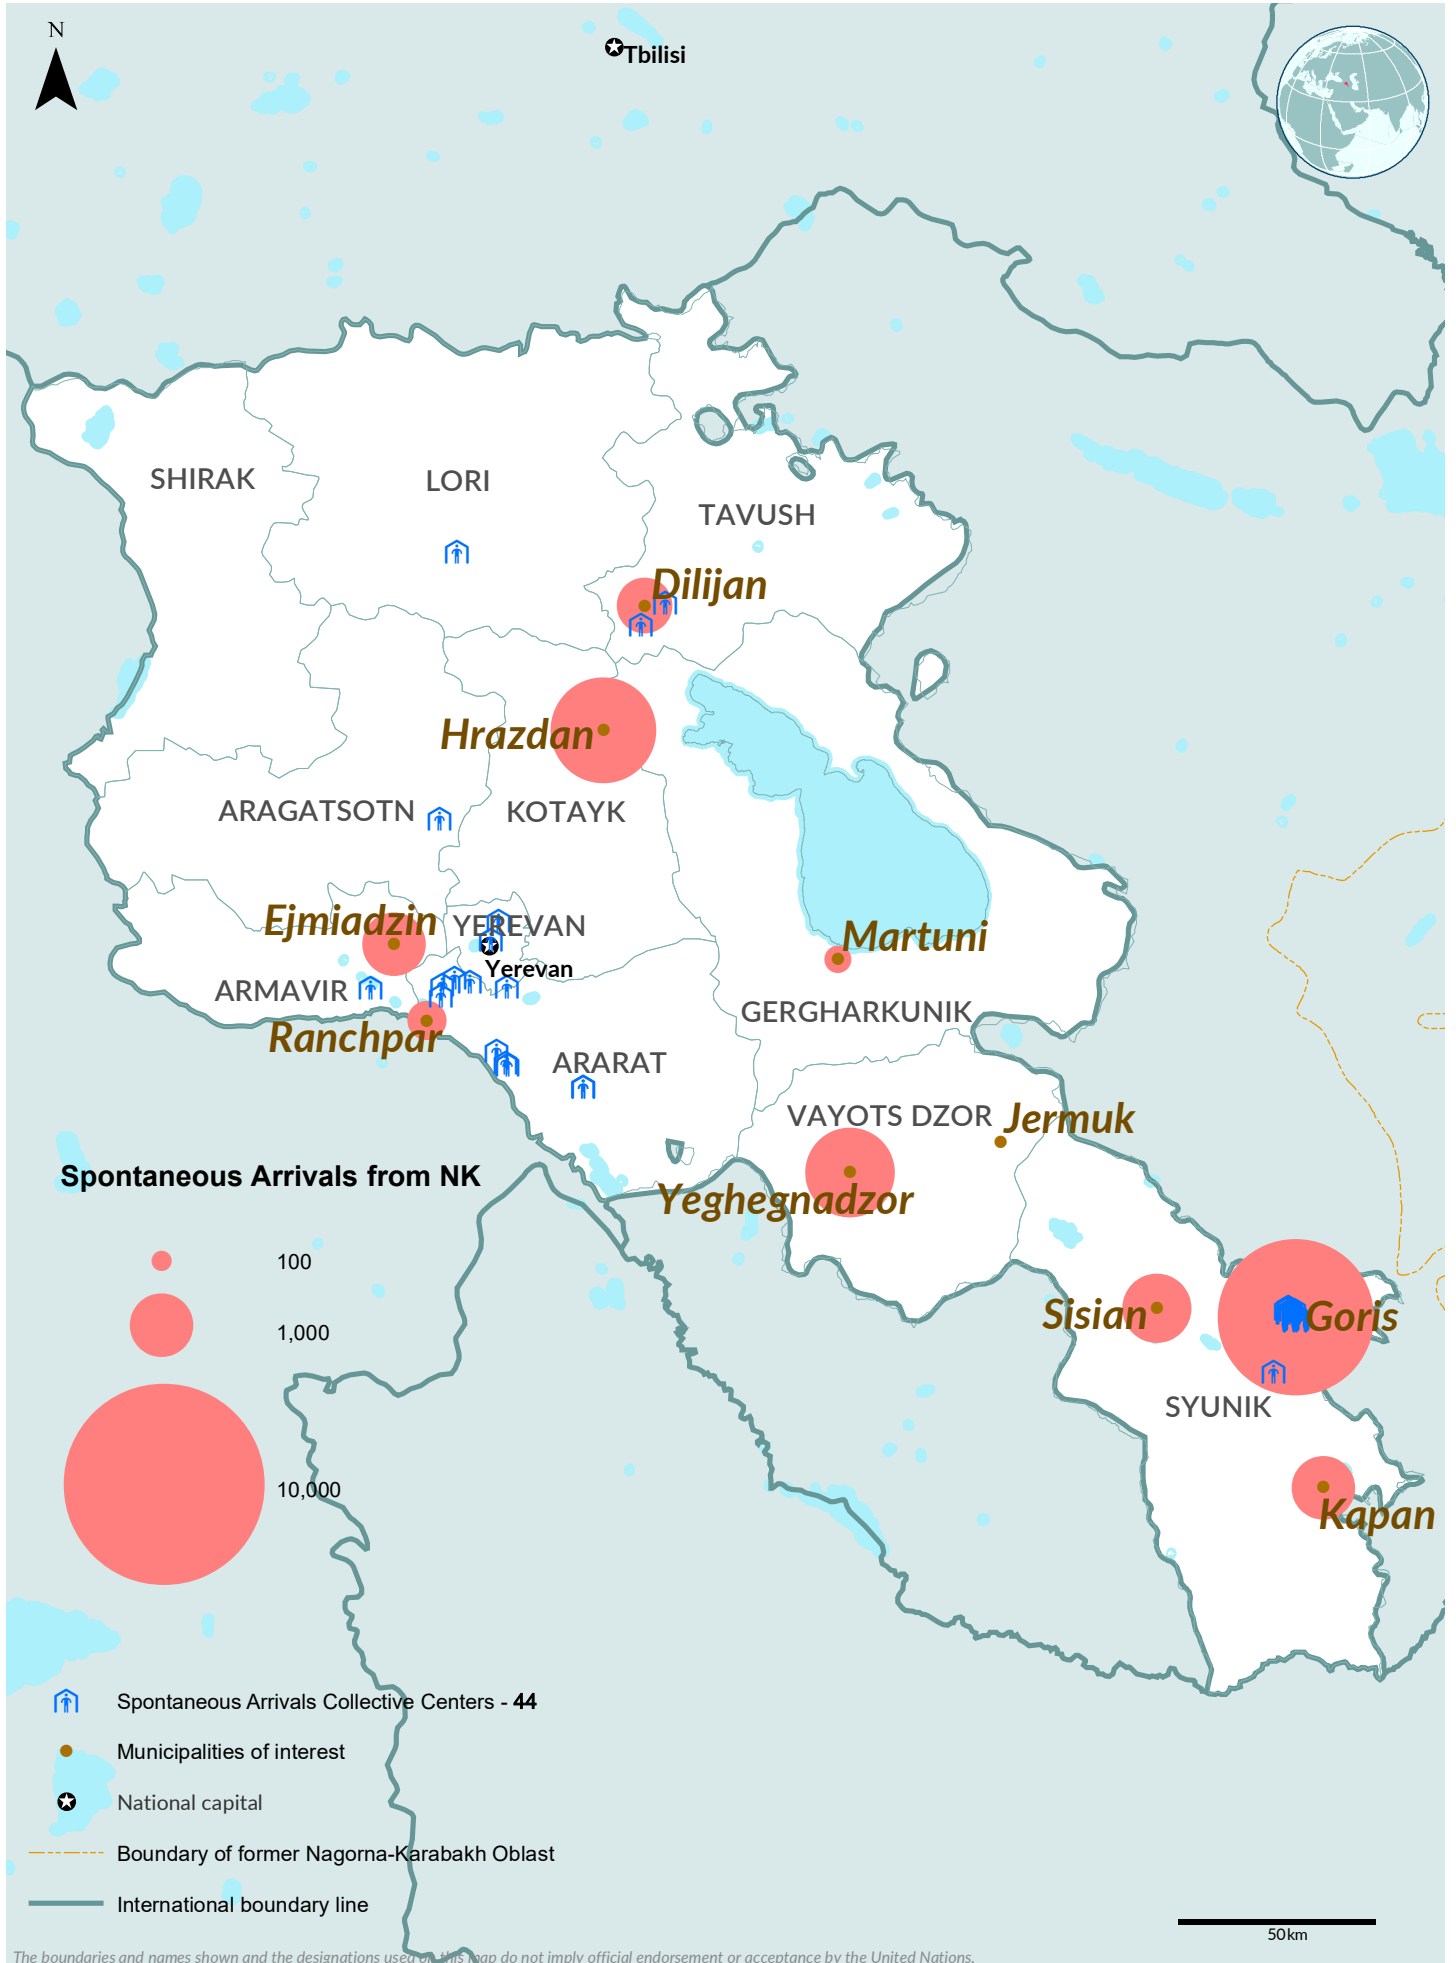 N
Tbilisi
SHIRAK
LORI
TAVUSH
Dilijan
Hrazdan
ARAGATSOTN
KOTAYK
Ejmiadzin
YEREVAN
Yerevan
Martuni
ARMAVIR
GERGHARKUNIK
Ranchpar
ARARAT
VAYOTS DZOR
Jermuk
Yeghegnadzor
Sisian
Goris
SYUNIK
Kapan
Spontaneous Arrivals from NK
100
1,000
10,000
Spontaneous Arrivals Collective Centers - 44
Municipalities of interest
National capital
Boundary of former Nagorna-Karabakh Oblast
International boundary line
50km
The boundaries and names shown and the designations used on this map do not imply official endorsement or acceptance by the United Nations.